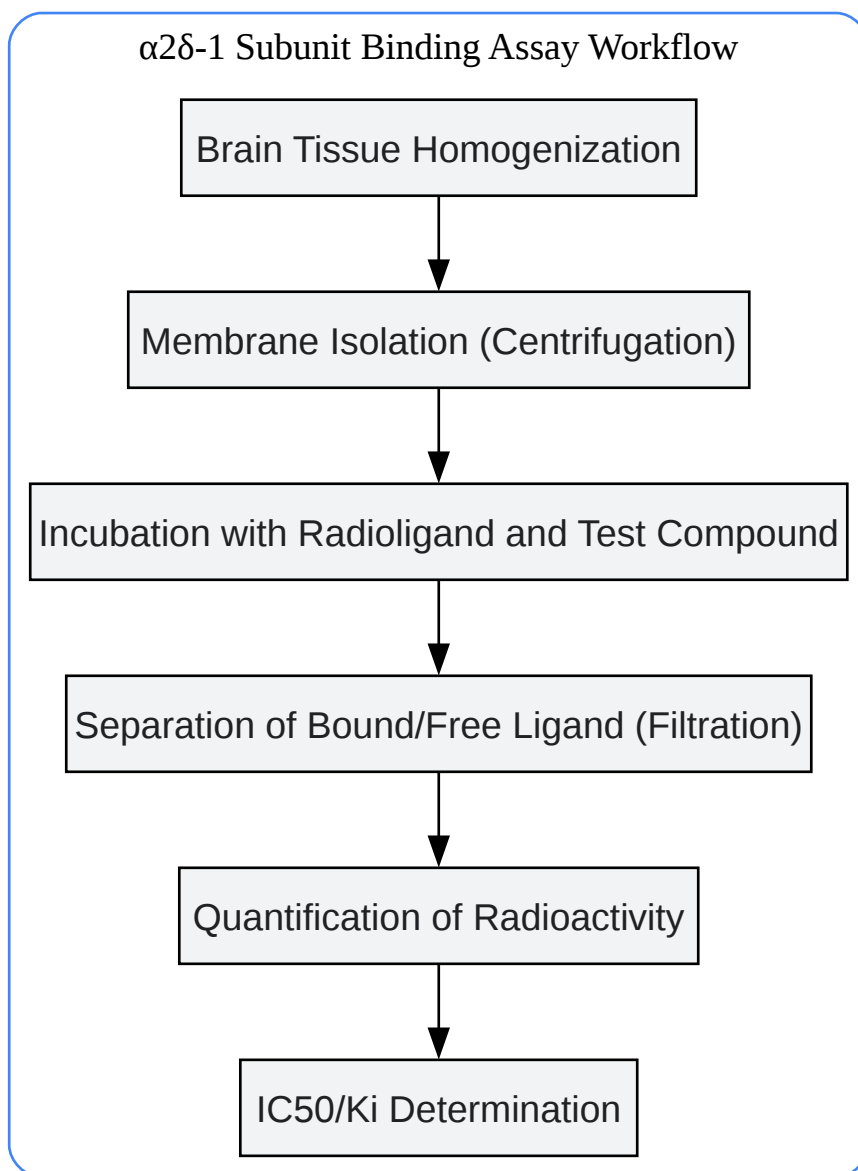 α2δ-1 Subunit Binding Assay Workflow
Brain Tissue Homogenization
Membrane Isolation (Centrifugation)
Incubation with Radioligand and Test Compound
Separation of Bound/Free Ligand (Filtration)
Quantification of Radioactivity
IC50/Ki Determination